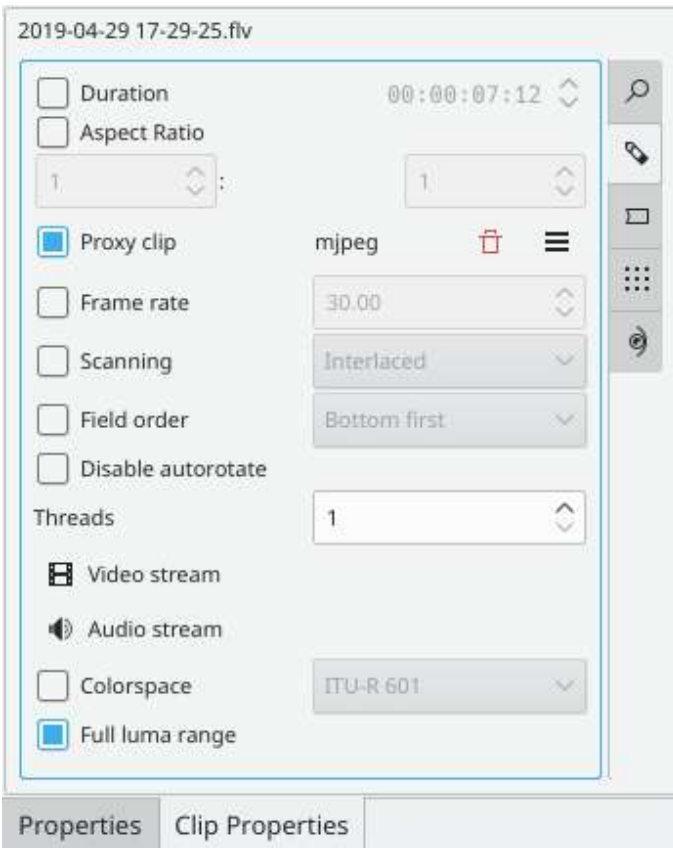 2019-04-29 17-29-25.flv
Duration 00:00:07:12
Aspect Ratio
1 : 1
Proxy clip mjpeg
Frame rate 30.00
Scanning Interlaced
Field order Bottom first
Disable autorotate
Threads 1
Video stream
Audio stream
Colorspace ITU-R 601
Full luma range
Properties Clip Properties